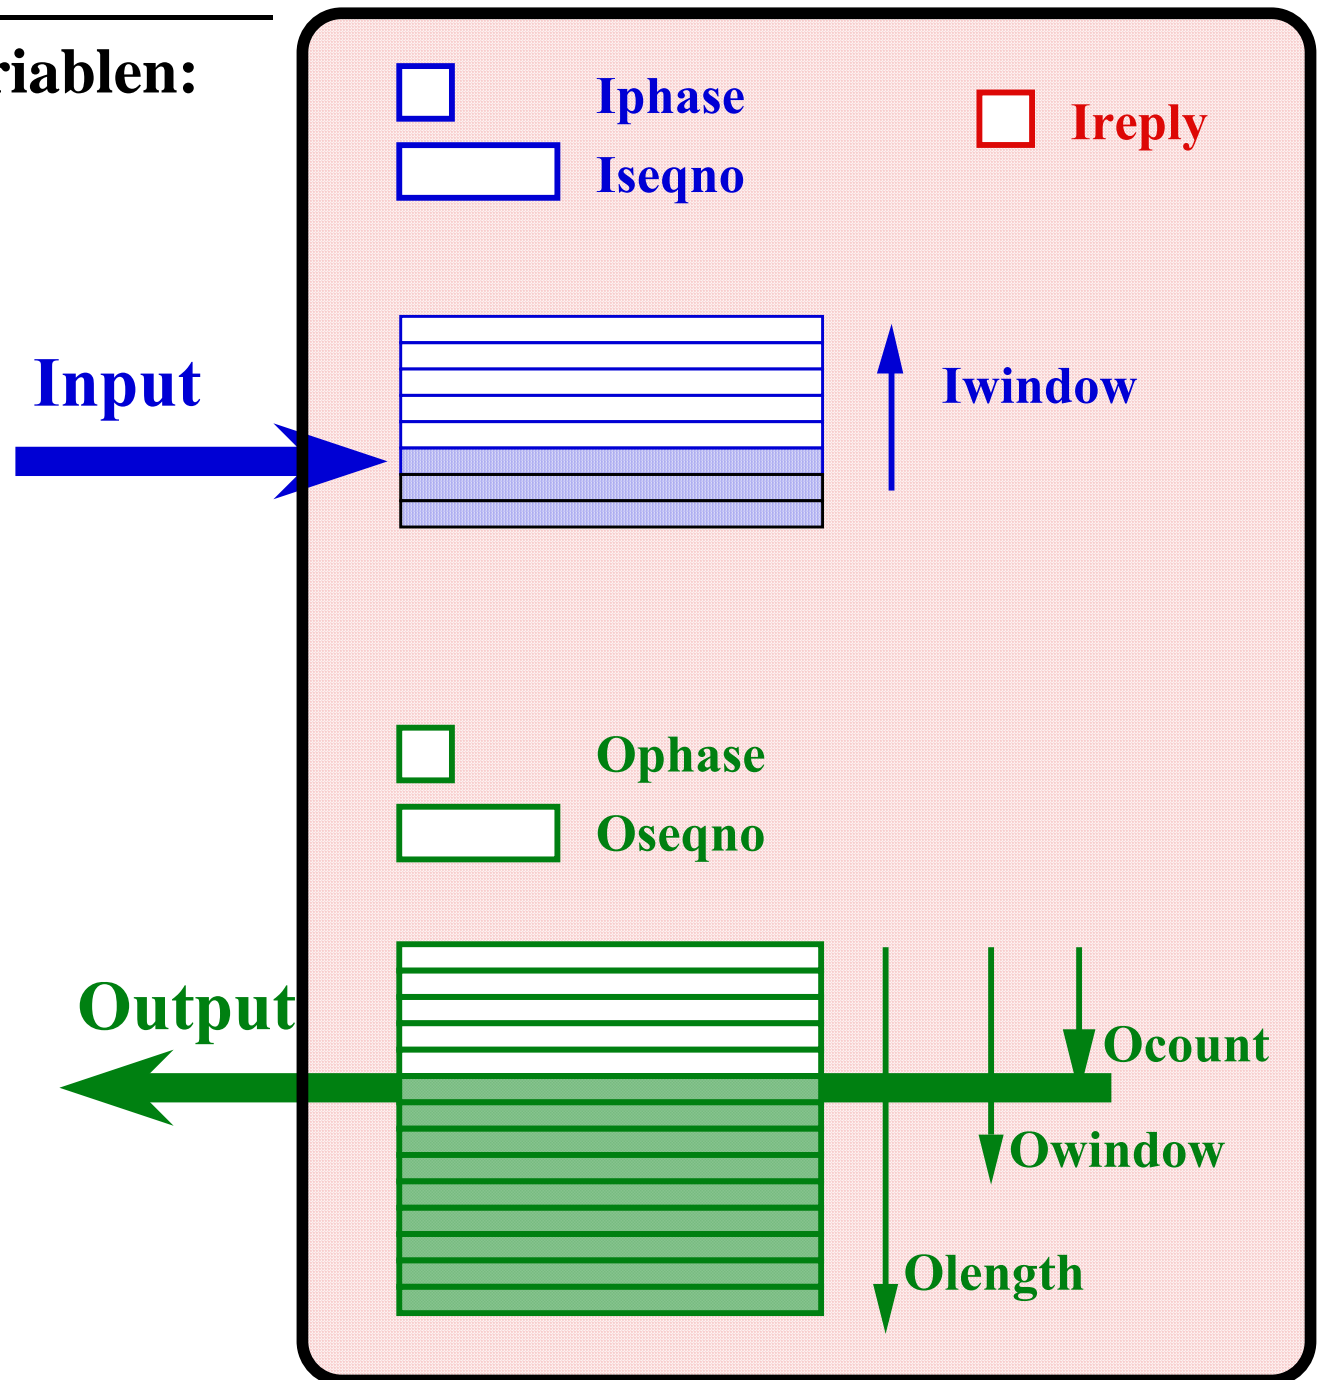 riablen:
Iphase
Ireply
Iseqno
Input
Iwindow
Ophase
Oseqno
Output
Ocount
Owindow
Olength